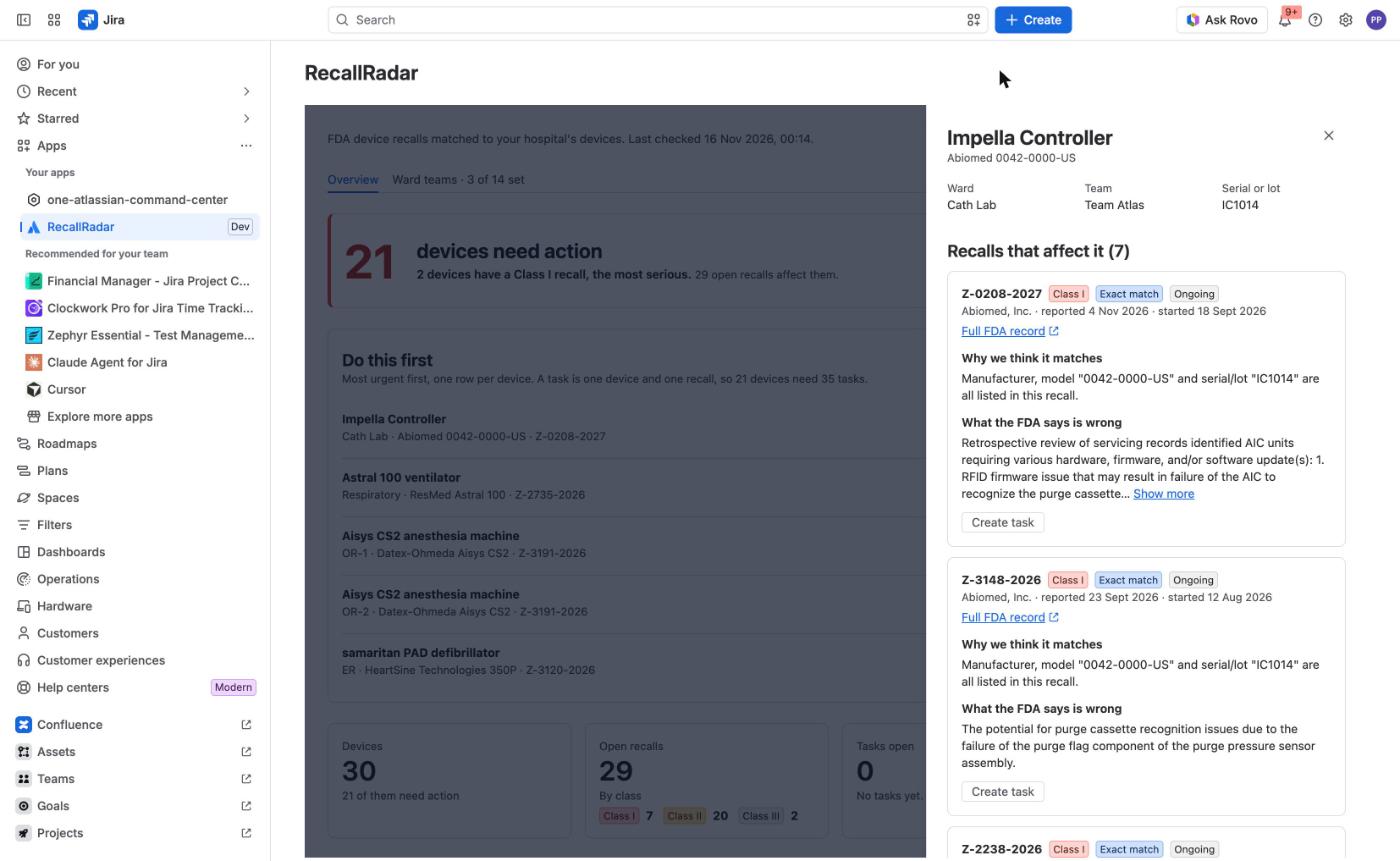 Jira
Search
Create
Ask Rovo
9+
PP
For you
Recent
Starred
Apps
Your apps
one-atlassian-command-center
RecallRadar
Dev
Recommended for your team
Financial Manager - Jira Project C...
Clockwork Pro for Jira Time Tracki...
Zephyr Essential - Test Manageme...
Claude Agent for Jira
Cursor
Explore more apps
Roadmaps
Plans
Spaces
Filters
Dashboards
Operations
Hardware
Customers
Customer experiences
Help centers
Modern
Confluence
Assets
Teams
Goals
Projects
RecallRadar
FDA device recalls matched to your hospital's devices. Last checked 16 Nov 2026, 00:14.
Overview
Ward teams · 3 of 14 set
21
devices need action
2 devices have a Class I recall, the most serious. 29 open recalls affect them.
Do this first
Most urgent first, one row per device. A task is one device and one recall, so 21 devices need 35 tasks.
Impella Controller
Cath Lab · Abiomed 0042-0000-US · Z-0208-2027
Astral 100 ventilator
Respiratory · ResMed Astral 100 · Z-2735-2026
Aisys CS2 anesthesia machine
OR-1 · Datex-Ohmeda Aisys CS2 · Z-3191-2026
Aisys CS2 anesthesia machine
OR-2 · Datex-Ohmeda Aisys CS2 · Z-3191-2026
samaritan PAD defibrillator
ER · HeartSine Technologies 350P · Z-3120-2026
Devices
30
21 of them need action
Open recalls
29
By class
Class I 7 Class II 20 Class III 2
Tasks open
0
No tasks yet.
Impella Controller
Abiomed 0042-0000-US
Ward Team Serial or lot
Cath Lab Team Atlas IC1014
Recalls that affect it (7)
Z-0208-2027 Class I Exact match Ongoing
Abiomed, Inc. · reported 4 Nov 2026 · started 18 Sept 2026
Full FDA record
Why we think it matches
Manufacturer, model "0042-0000-US" and serial/lot "IC1014" are
all listed in this recall.
What the FDA says is wrong
Retrospective review of servicing records identified AIC units
requiring various hardware, firmware, and/or software update(s): 1.
RFID firmware issue that may result in failure of the AIC to
recognize the purge cassette... Show more
Create task
Z-3148-2026 Class I Exact match Ongoing
Abiomed, Inc. · reported 23 Sept 2026 · started 12 Aug 2026
Full FDA record
Why we think it matches
Manufacturer, model "0042-0000-US" and serial/lot "IC1014" are
all listed in this recall.
What the FDA says is wrong
The potential for purge cassette recognition issues due to the
failure of the purge flag component of the purge pressure sensor
assembly.
Create task
Z-2238-2026 Class I Exact match Ongoing